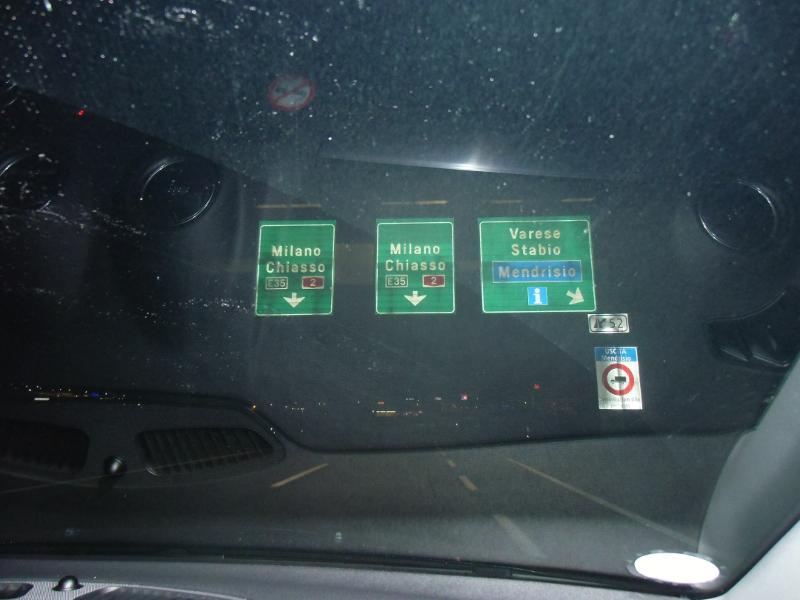 Milano
Chiasso
E35 2
Milano
Chiasso
E35 2
Varese
Stabio
Mendrisio
i
52
USCITA
Mendrisio